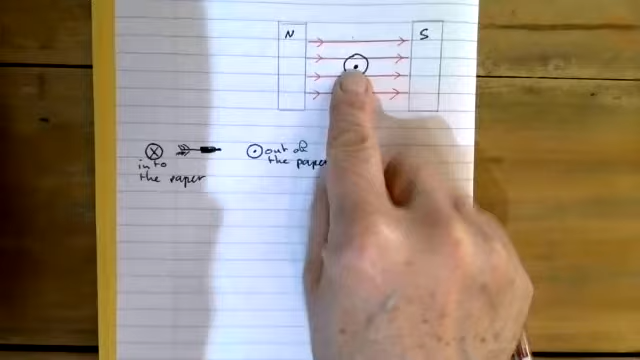 N
S
into
the paper
out of
the paper